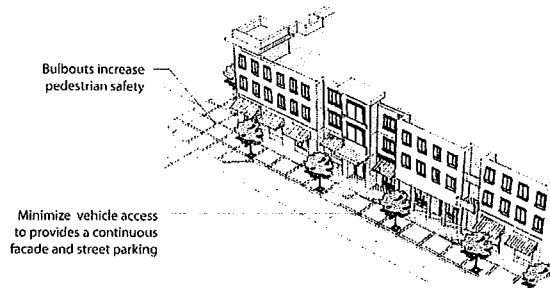 Bulbouts increase
pedestrian safety
Minimize vehicle access
to provides a continuous
facade and street parking